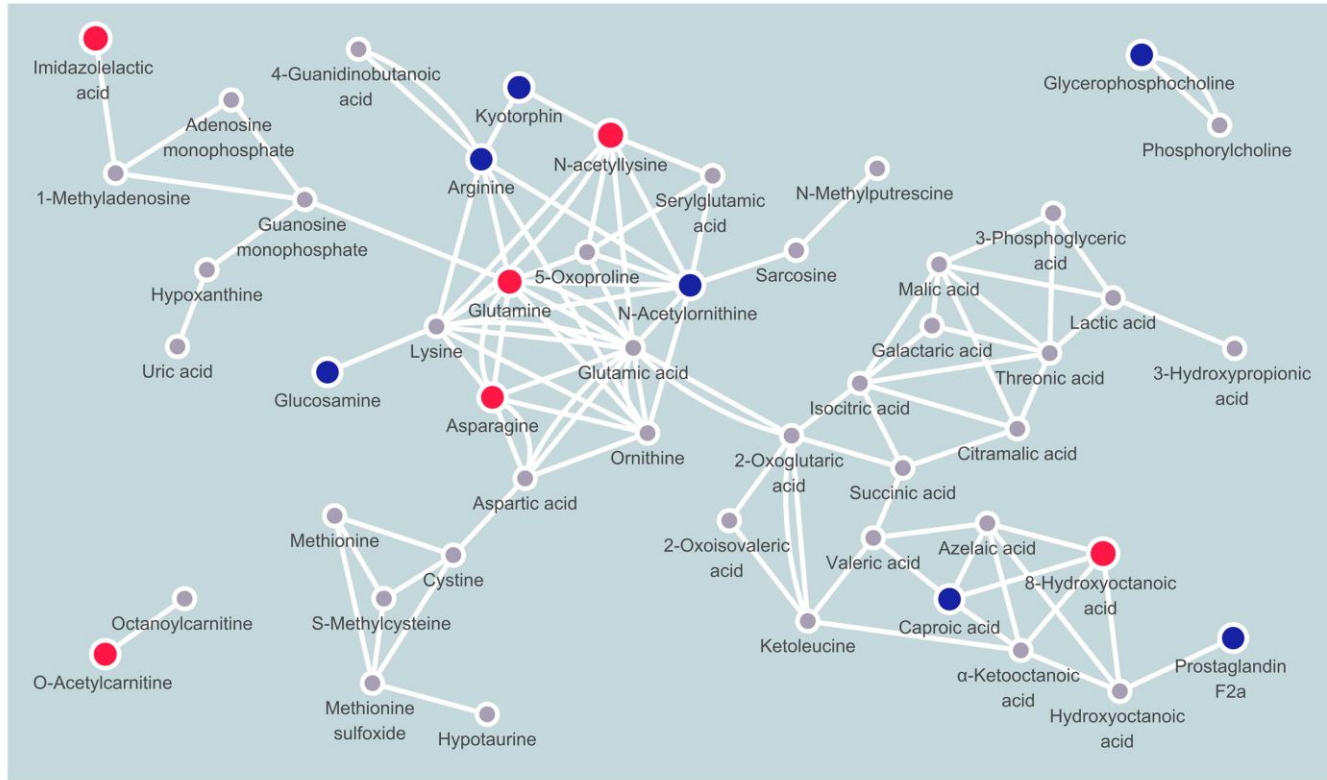 Imidazolelactic
acid
4-Guanidinobutanoic
acid
Kyotorphin
Glycerophosphocholine
Adenosine
monophosphate
N-acetyllysine
Phosphorylcholine
1-Methyladenosine
Arginine
Serylglutamic
acid
N-Methylputrescine
Guanosine
monophosphate
3-Phosphoglyceric
acid
Hypoxanthine
5-Oxoproline
Sarcosine
Malic acid
Glutamine
N-Acetylornithine
Lactic acid
Lysine
Galactaric acid
Uric acid
Glutamic acid
Threonic acid
3-Hydroxypropionic
acid
Glucosamine
Isocitric acid
Asparagine
Ornithine
2-Oxoglutaric
acid
Citramalic acid
Aspartic acid
Succinic acid
Methionine
2-Oxoisovaleric
acid
Valeric acid
Azelaic acid
Cystine
8-Hydroxyoctanoic
acid
Octanoylcarnitine
S-Methylcysteine
Ketoleucine
Caproic acid
O-Acetylcarnitine
α-Ketooctanoic
acid
Prostaglandin
F2a
Methionine
sulfoxide
Hypotaurine
Hydroxyoctanoic
acid